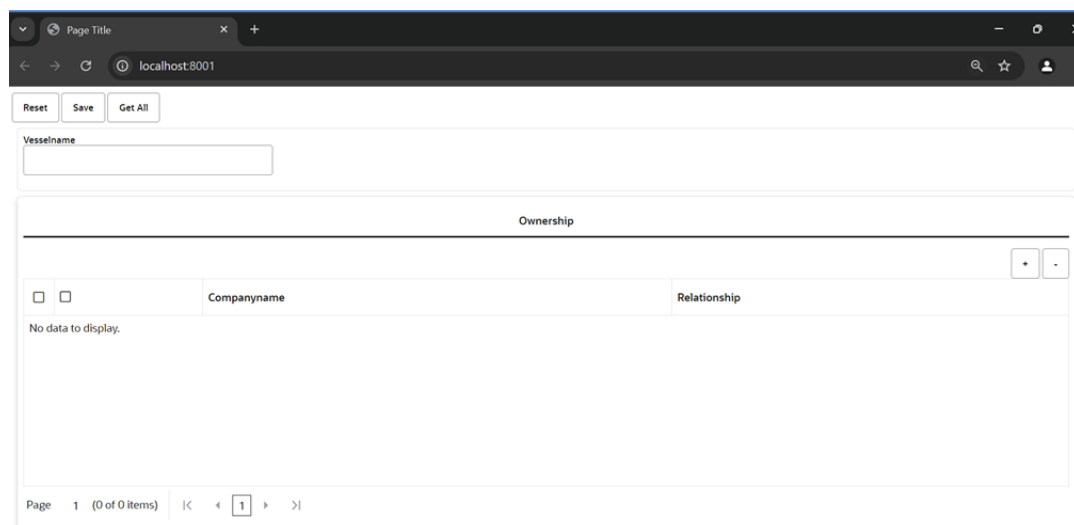 Page Title
localhost:8001
Reset Save Get All
Vesselname
Ownership
+ -
Companyname Relationship
No data to display.
Page 1 (0 of 0 items) 1